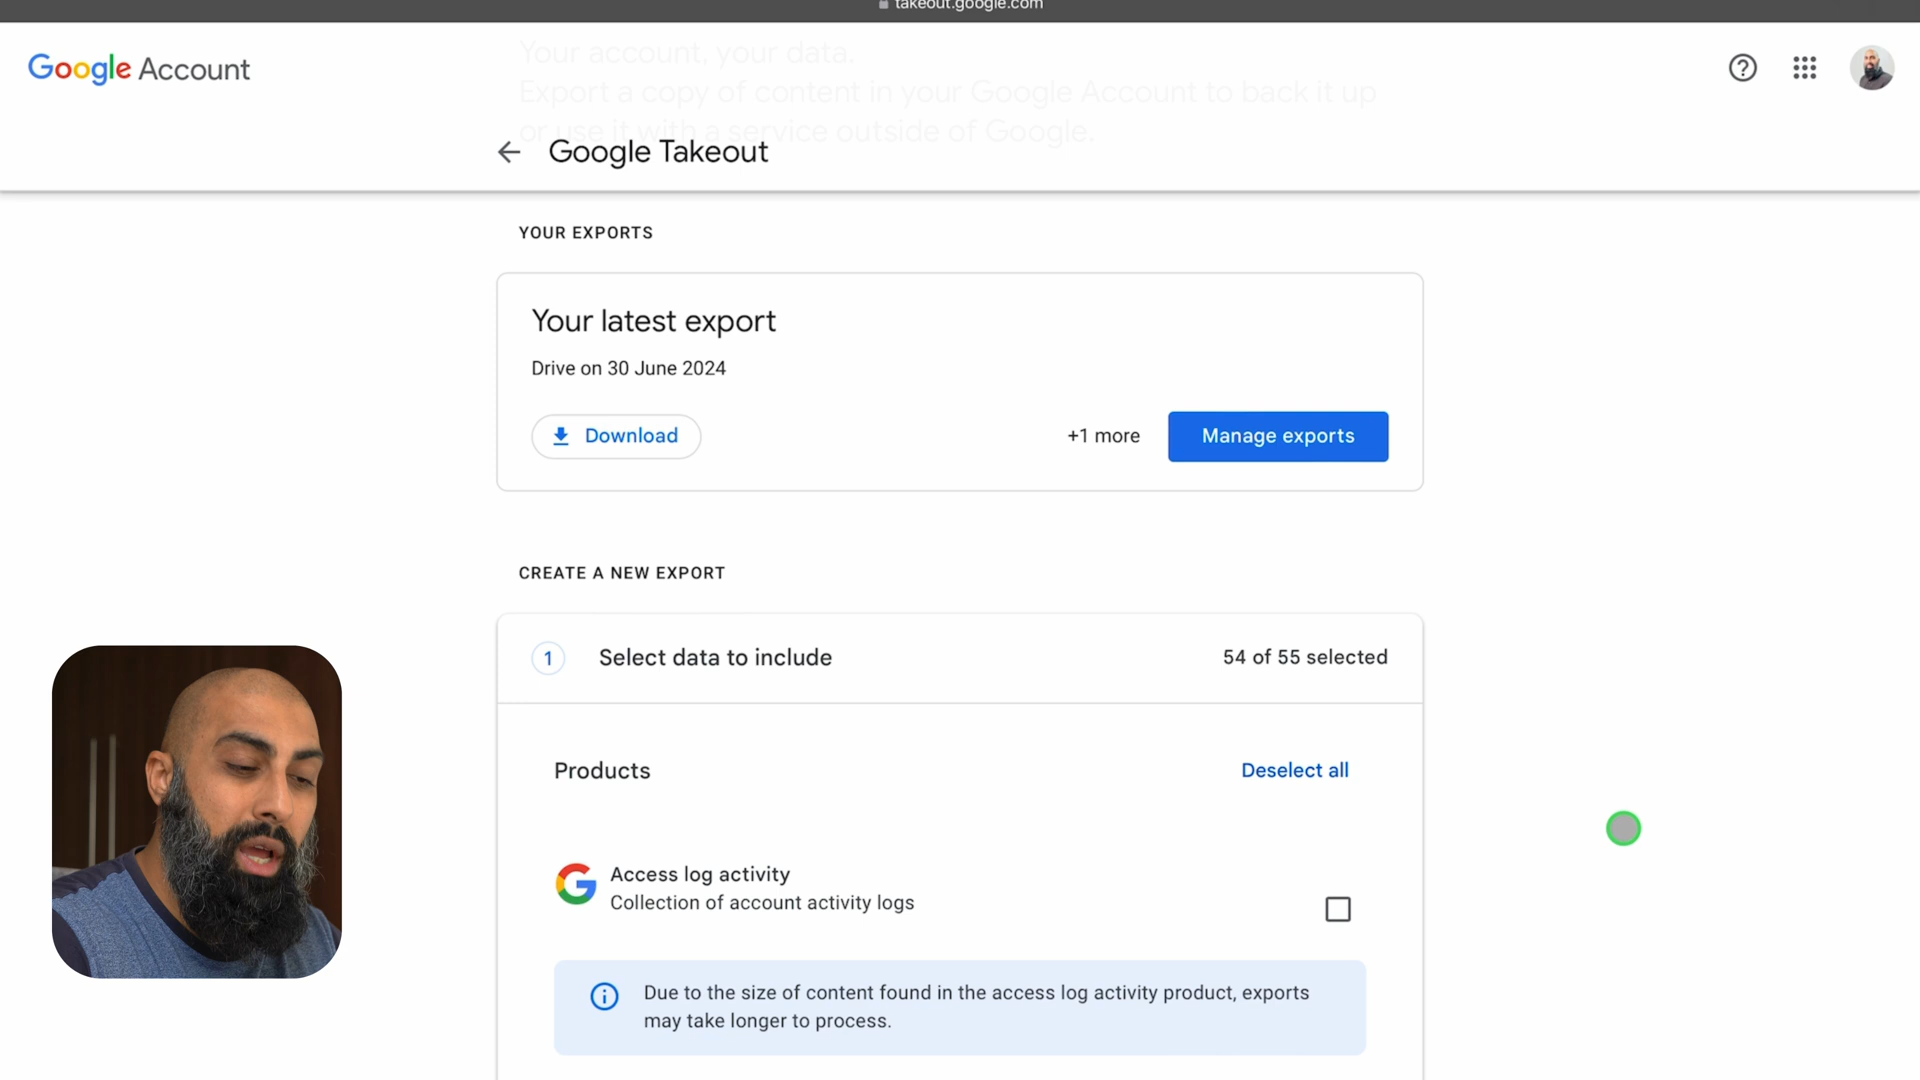 takeout.google.com
Google Account
Your account, your data.
Export a copy of content in your Google Account to back it up
or use it with a service outside of Google.
Google Takeout
YOUR EXPORTS
Your latest export
Drive on 30 June 2024
Download
+1 more
Manage exports
CREATE A NEW EXPORT
1
Select data to include
54 of 55 selected
Products
Deselect all
Access log activity
Collection of account activity logs
Due to the size of content found in the access log activity product, exports
may take longer to process.